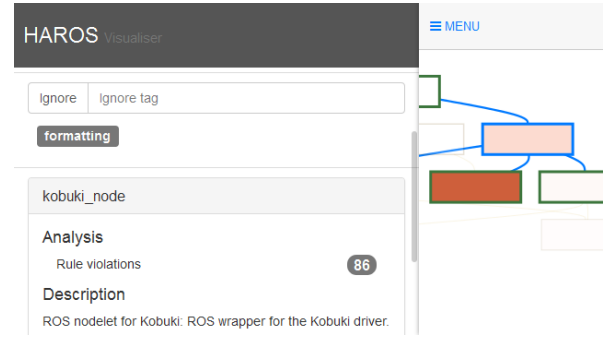 HAROS Visualiser
MENU
Ignore Ignore tag
formatting
kobuki_node
Analysis
Rule violations 86
Description
ROS nodelet for Kobuki: ROS wrapper for the Kobuki driver.